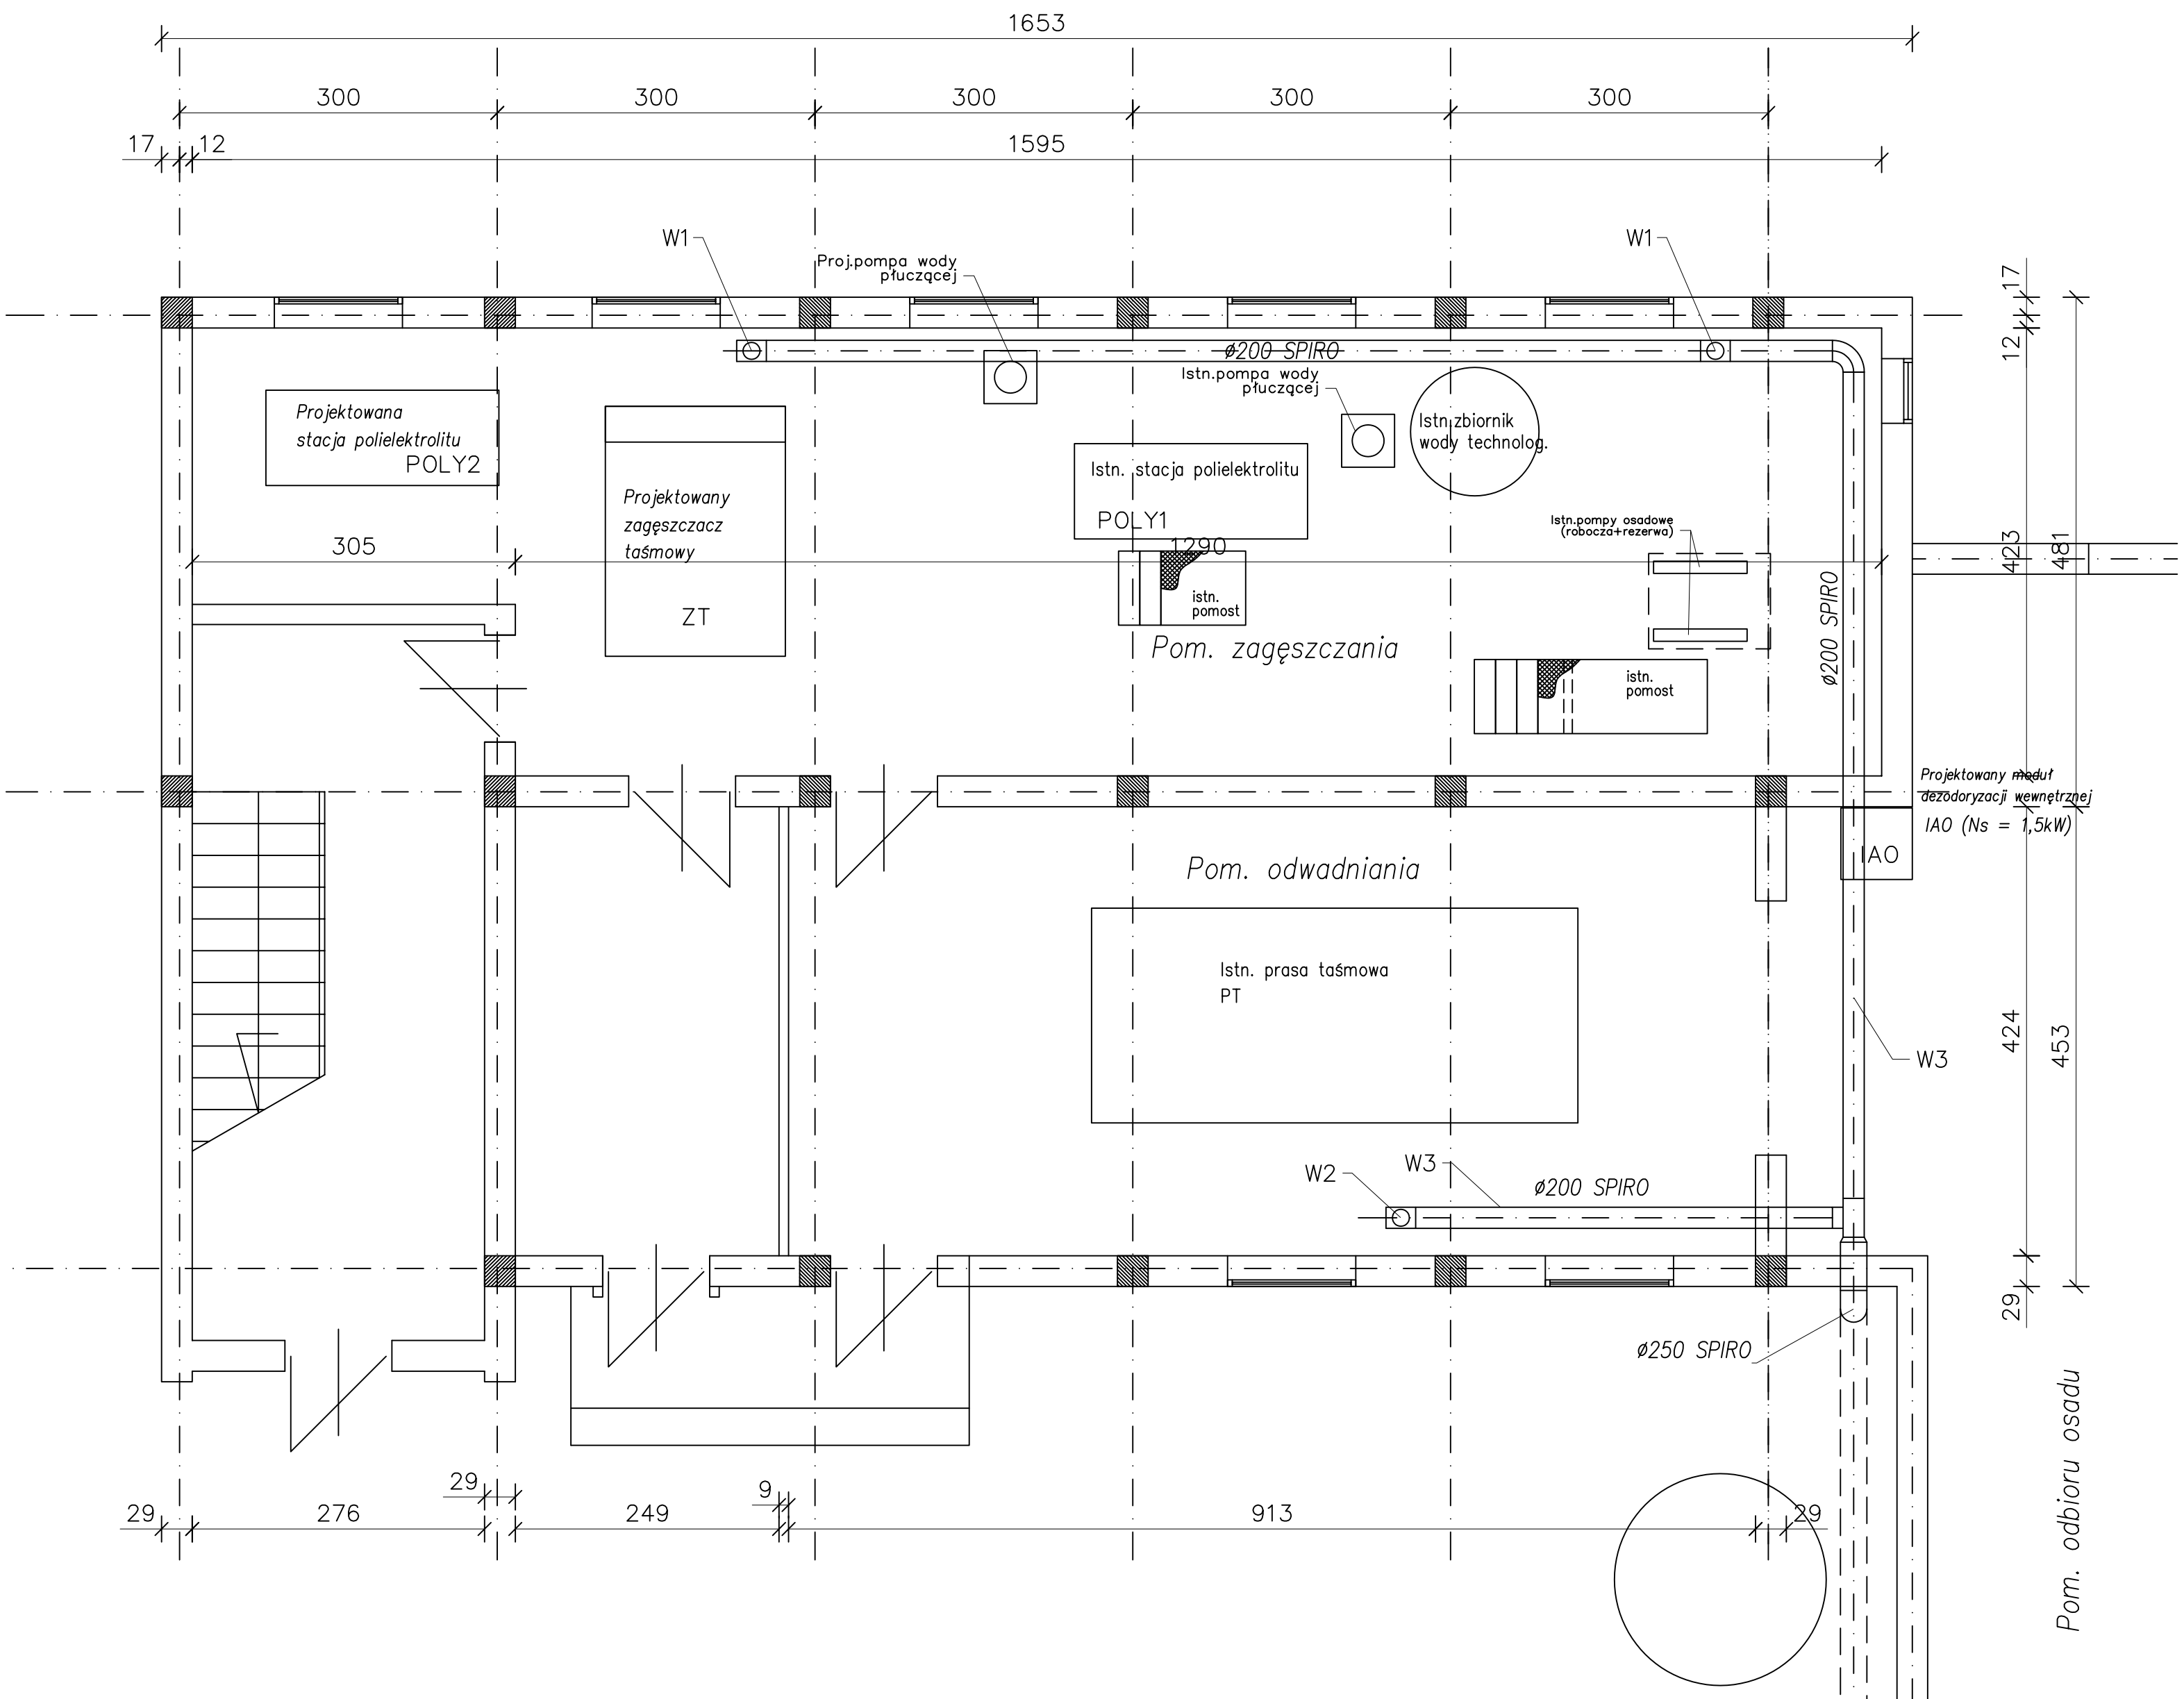 1653
300
300
300
300
300
17
12
1595
W1
W1
Proj.pompa wody
płuczącej
17
12
ø200 SPIRO
Istn.pompa wody
płuczącej
Projektowana
stacja polielektrolitu
POLY2
Istn.zbiornik
wody technolog.
Istn. stacja polielektrolitu
POLY1
Projektowany
zagęszczacz
taśmowy
ZT
Istn.pompy osadowe
(robocza+rezerwa)
305
1290
423
481
istn.
pomost
ø200 SPIRO
Pom. zagęszczania
istn.
pomost
Projektowany moduł
dezodoryzacji wewnętrznej
IAO (Ns = 1,5kW)
IAO
Pom. odwadniania
Istn. prasa taśmowa
PT
424
453
W3
W2
W3
ø200 SPIRO
29
ø250 SPIRO
Pom. odbioru osadu
29
276
29
249
9
913
29